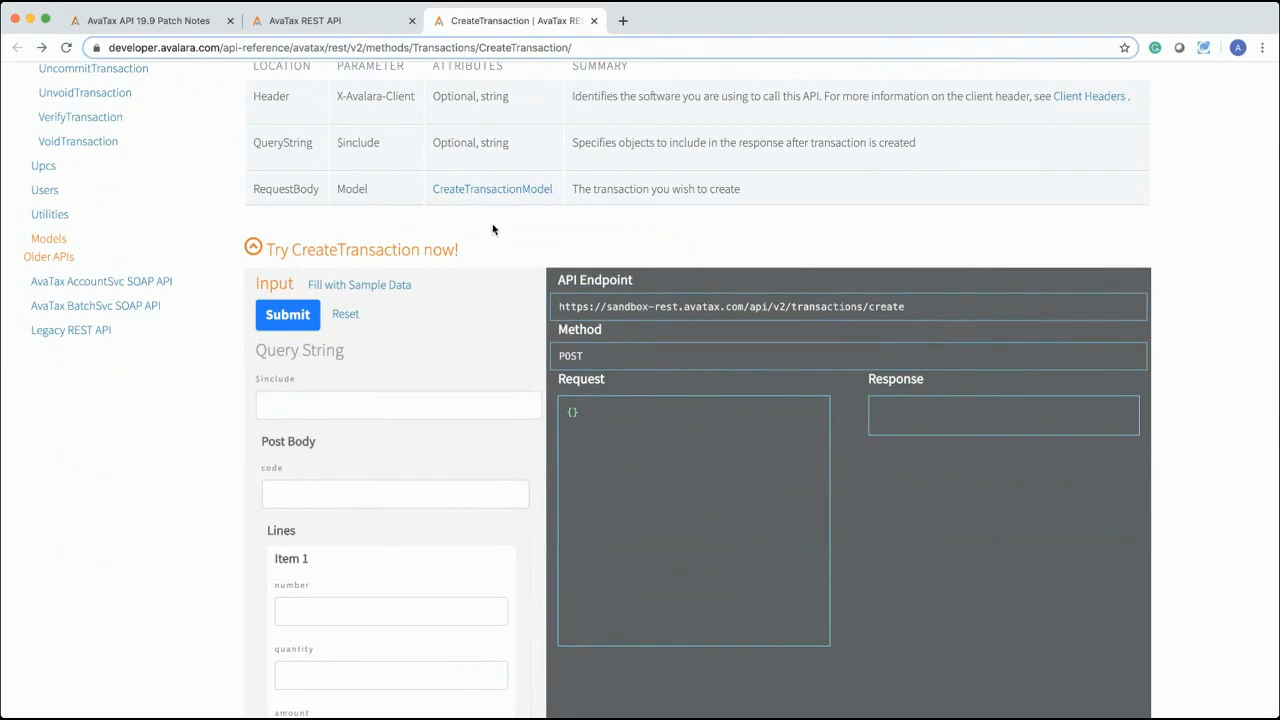 AvaTax API 19.9 Patch Notes
AvaTax REST API
CreateTransaction | AvaTax RES
developer.avalara.com/api-reference/avatax/rest/v2/methods/Transactions/CreateTransaction/
A
UncommitTransaction
UnvoidTransaction
VerifyTransaction
VoidTransaction
Upcs
Users
Utilities
Models
Older APIs
AvaTax AccountSvc SOAP API
AvaTax BatchSvc SOAP API
Legacy REST API
LOCATION PARAMETER ATTRIBUTES SUMMARY
Header X-Avalara-Client Optional, string Identifies the software you are using to call this API. For more information on the client header, see Client Headers .
QueryString $include Optional, string Specifies objects to include in the response after transaction is created
RequestBody Model CreateTransactionModel The transaction you wish to create
Try CreateTransaction now!
Input Fill with Sample Data
Submit Reset
Query String
$include
Post Body
code
Lines
Item 1
number
quantity
amount
API Endpoint
https://sandbox-rest.avatax.com/api/v2/transactions/create
Method
POST
Request Response
{}